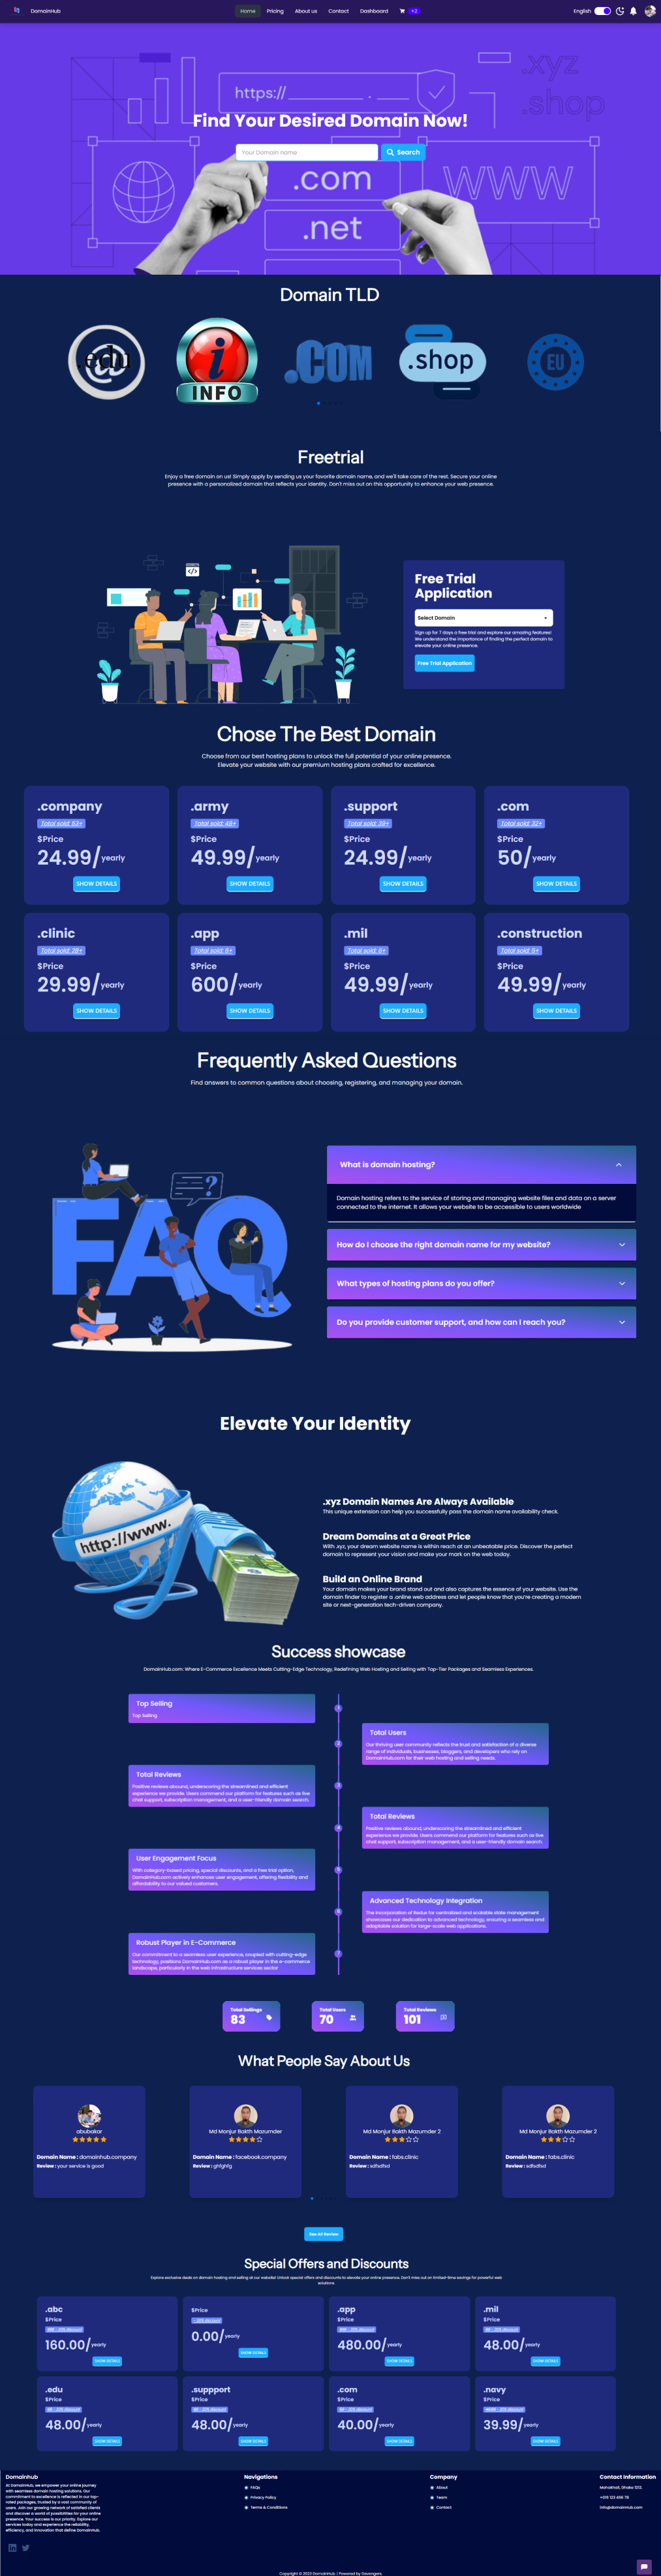 DomainHub
Home Pricing About us Contact Dashboard +2
English
https://
.xyz
.shop
Find Your Desired Domain Now!
Your Domain name
Search
.com
WWW
.net
Domain TLD
.edu
@
i
INFO
.COM
.shop
EU
Freetrial
Enjoy a free domain on us! Simply apply by sending us your favorite domain name, and we'll take care of the rest. Secure your online
presence with a personalized domain that reflects your identity. Don't miss out on this opportunity to enhance your web presence.
</>
Free Trial
Application
Select Domain
Sign up for 7 days a free trial and explore our amazing features!
We understand the importance of finding the perfect domain to
elevate your online presence.
Free Trial Application
Chose The Best Domain
Choose from our best hosting plans to unlock the full potential of your online presence.
Elevate your website with our premium hosting plans crafted for excellence.
.company
Total sold: 53+
$Price
24.99/yearly
SHOW DETAILS
.army
Total sold: 48+
$Price
49.99/yearly
SHOW DETAILS
.support
Total sold: 39+
$Price
24.99/yearly
SHOW DETAILS
.com
Total sold: 32+
$Price
50/yearly
SHOW DETAILS
.clinic
Total sold: 28+
$Price
29.99/yearly
SHOW DETAILS
.app
Total sold: 6+
$Price
600/yearly
SHOW DETAILS
.mil
Total sold: 6+
$Price
49.99/yearly
SHOW DETAILS
.construction
Total sold: 5+
$Price
49.99/yearly
SHOW DETAILS
Frequently Asked Questions
Find answers to common questions about choosing, registering, and managing your domain.
FAQ
?
What is domain hosting?
Domain hosting refers to the service of storing and managing website files and data on a server
connected to the internet. It allows your website to be accessible to users worldwide
How do I choose the right domain name for my website?
What types of hosting plans do you offer?
Do you provide customer support, and how can I reach you?
Elevate Your Identity
http://www.
.xyz Domain Names Are Always Available
This unique extension can help you successfully pass the domain name availability check.
Dream Domains at a Great Price
With .xyz, your dream website name is within reach at an unbeatable price. Discover the perfect
domain to represent your vision and make your mark on the web today.
Build an Online Brand
Your domain makes your brand stand out and also captures the essence of your website. Use the
domain finder to register a .online web address and let people know that you're creating a modern
site or next-generation tech-driven company.
Success showcase
DomainHub.com: Where E-Commerce Excellence Meets Cutting-Edge Technology, Redefining Web Hosting and Selling with Top-Tier Packages and Seamless Experiences.
Top Selling
Top Selling
1
Total Users
Our thriving user community reflects the trust and satisfaction of a diverse
range of individuals, businesses, bloggers, and developers who rely on
DomainHub.com for their web hosting and selling needs.
2
Total Reviews
Positive reviews abound, underscoring the streamlined and efficient
experience we provide. Users commend our platform for features such as live
chat support, subscription management, and a user-friendly domain search.
3
Total Reviews
Positive reviews abound, underscoring the streamlined and efficient
experience we provide. Users commend our platform for features such as live
chat support, subscription management, and a user-friendly domain search.
4
User Engagement Focus
With category-based pricing, special discounts, and a free trial option,
DomainHub.com actively enhances user engagement, offering flexibility and
affordability to our valued customers.
5
Advanced Technology Integration
The incorporation of Redux for centralized and scalable state management
showcases our dedication to advanced technology, ensuring a seamless and
adaptable solution for large-scale web applications.
6
Robust Player in E-Commerce
Our commitment to a seamless user experience, coupled with cutting-edge
technology, positions DomainHub.com as a robust player in the e-commerce
landscape, particularly in the web infrastructure services sector
7
Total Sellings
83
Total Users
70
Total Reviews
101
What People Say About Us
abubakar
Domain Name : domainhub.company
Review : your service is good
Md Monjur Bakth Mazumder
Domain Name : facebook.company
Review : ghfghfg
Md Monjur Bakth Mazumder 2
Domain Name : fabs.clinic
Review : sdfsdfsd
Md Monjur Bakth Mazumder 2
Domain Name : fabs.clinic
Review : sdfsdfsd
See All Review
Special Offers and Discounts
Explore exclusive deals on domain hosting and selling at our website! Unlock special offers and discounts to elevate your online presence. Don't miss out on limited-time savings for powerful web
solutions.
.abc
$Price
160.00/yearly
SHOW DETAILS
$Price
0.00/yearly
SHOW DETAILS
.app
$Price
480.00/yearly
SHOW DETAILS
.mil
$Price
48.00/yearly
SHOW DETAILS
.edu
$Price
48.00/yearly
SHOW DETAILS
.suppport
$Price
48.00/yearly
SHOW DETAILS
.com
$Price
40.00/yearly
SHOW DETAILS
.navy
$Price
39.99/yearly
SHOW DETAILS
Domainhub
At DomainHub, we empower your online journey
with seamless domain hosting solutions. Our
commitment to excellence is reflected in our top-
rated packages, trusted by a vast community of
users. Join our growing network of satisfied clients
and discover a world of possibilities for your online
presence. Your success is our priority. Explore our
services today and experience the reliability,
efficiency, and innovation that define DomainHub.
Navigations
FAQs
Privacy Policy
Terms & Conditions
Company
About
Team
Contact
Contact Information
Mohakhali, Dhaka 1212.
+019 123 456 78
info@domainHub.com
Copyright © 2023 DomainHub. | Powered by Devengers.